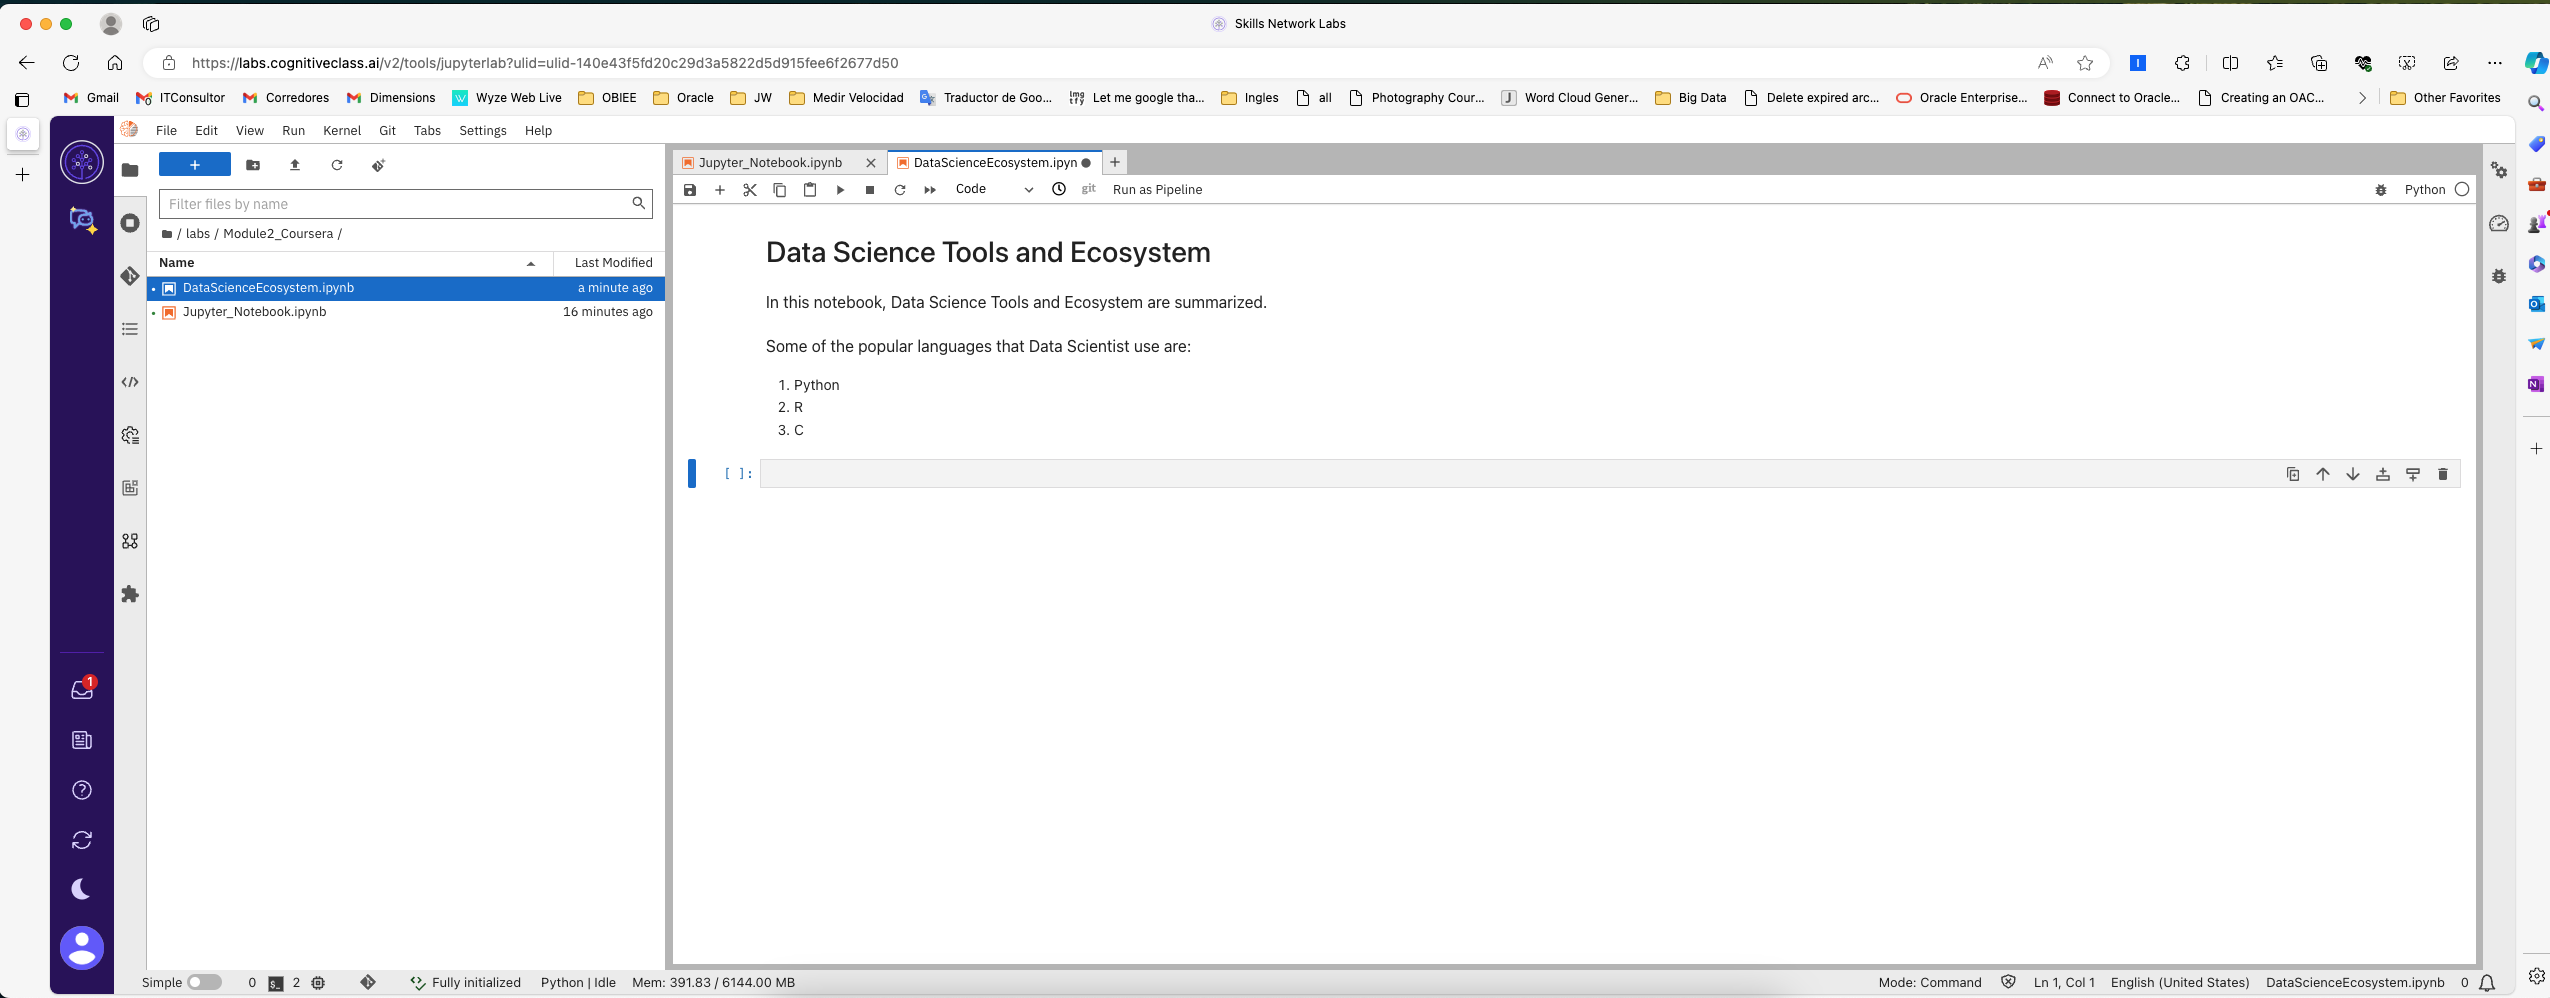 Skills Network Labs
https://labs.cognitiveclass.ai/v2/tools/jupyterlab?ulid=ulid-140e43f5fd20c29d3a5822d5d915fee6f2677d50
Gmail ITConsultor Corredores Dimensions Wyze Web Live OBIEE Oracle JW Medir Velocidad Traductor de Goo... Let me google tha... Ingles all Photography Cour... Word Cloud Gener... Big Data Delete expired arc... Oracle Enterprise... Connect to Oracle... Creating an OAC... Other Favorites
File Edit View Run Kernel Git Tabs Settings Help
Jupyter_Notebook.ipynb DataScienceEcosystem.ipyn
Code git Run as Pipeline Python
Filter files by name
/ labs / Module2_Coursera /
Name Last Modified
DataScienceEcosystem.ipynb a minute ago
Jupyter_Notebook.ipynb 16 minutes ago
Data Science Tools and Ecosystem
In this notebook, Data Science Tools and Ecosystem are summarized.
Some of the popular languages that Data Scientist use are:
1. Python
2. R
3. C
[ ]:
1
Simple 0 2 Fully initialized Python | Idle Mem: 391.83 / 6144.00 MB Mode: Command Ln 1, Col 1 English (United States) DataScienceEcosystem.ipynb 0